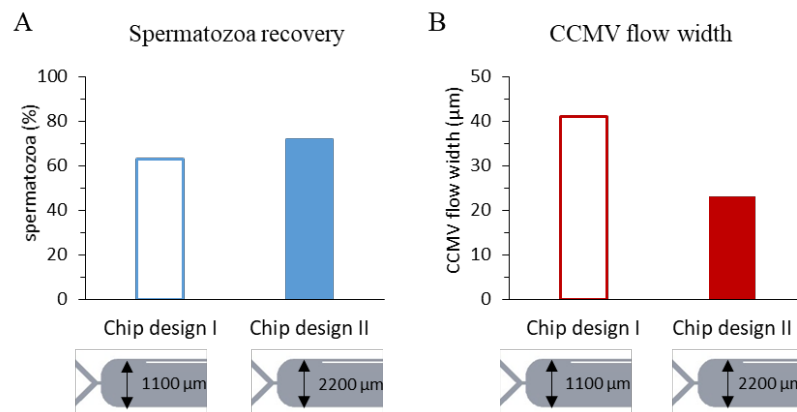 A
Spermatozoa recovery
spermatozoa (%)
100
80
60
40
20
0
Chip design I
Chip design II
1100 µm
2200 µm
B
CCMV flow width
CCMV flow width (µm)
50
40
30
20
10
0
Chip design I
Chip design II
1100 µm
2200 µm